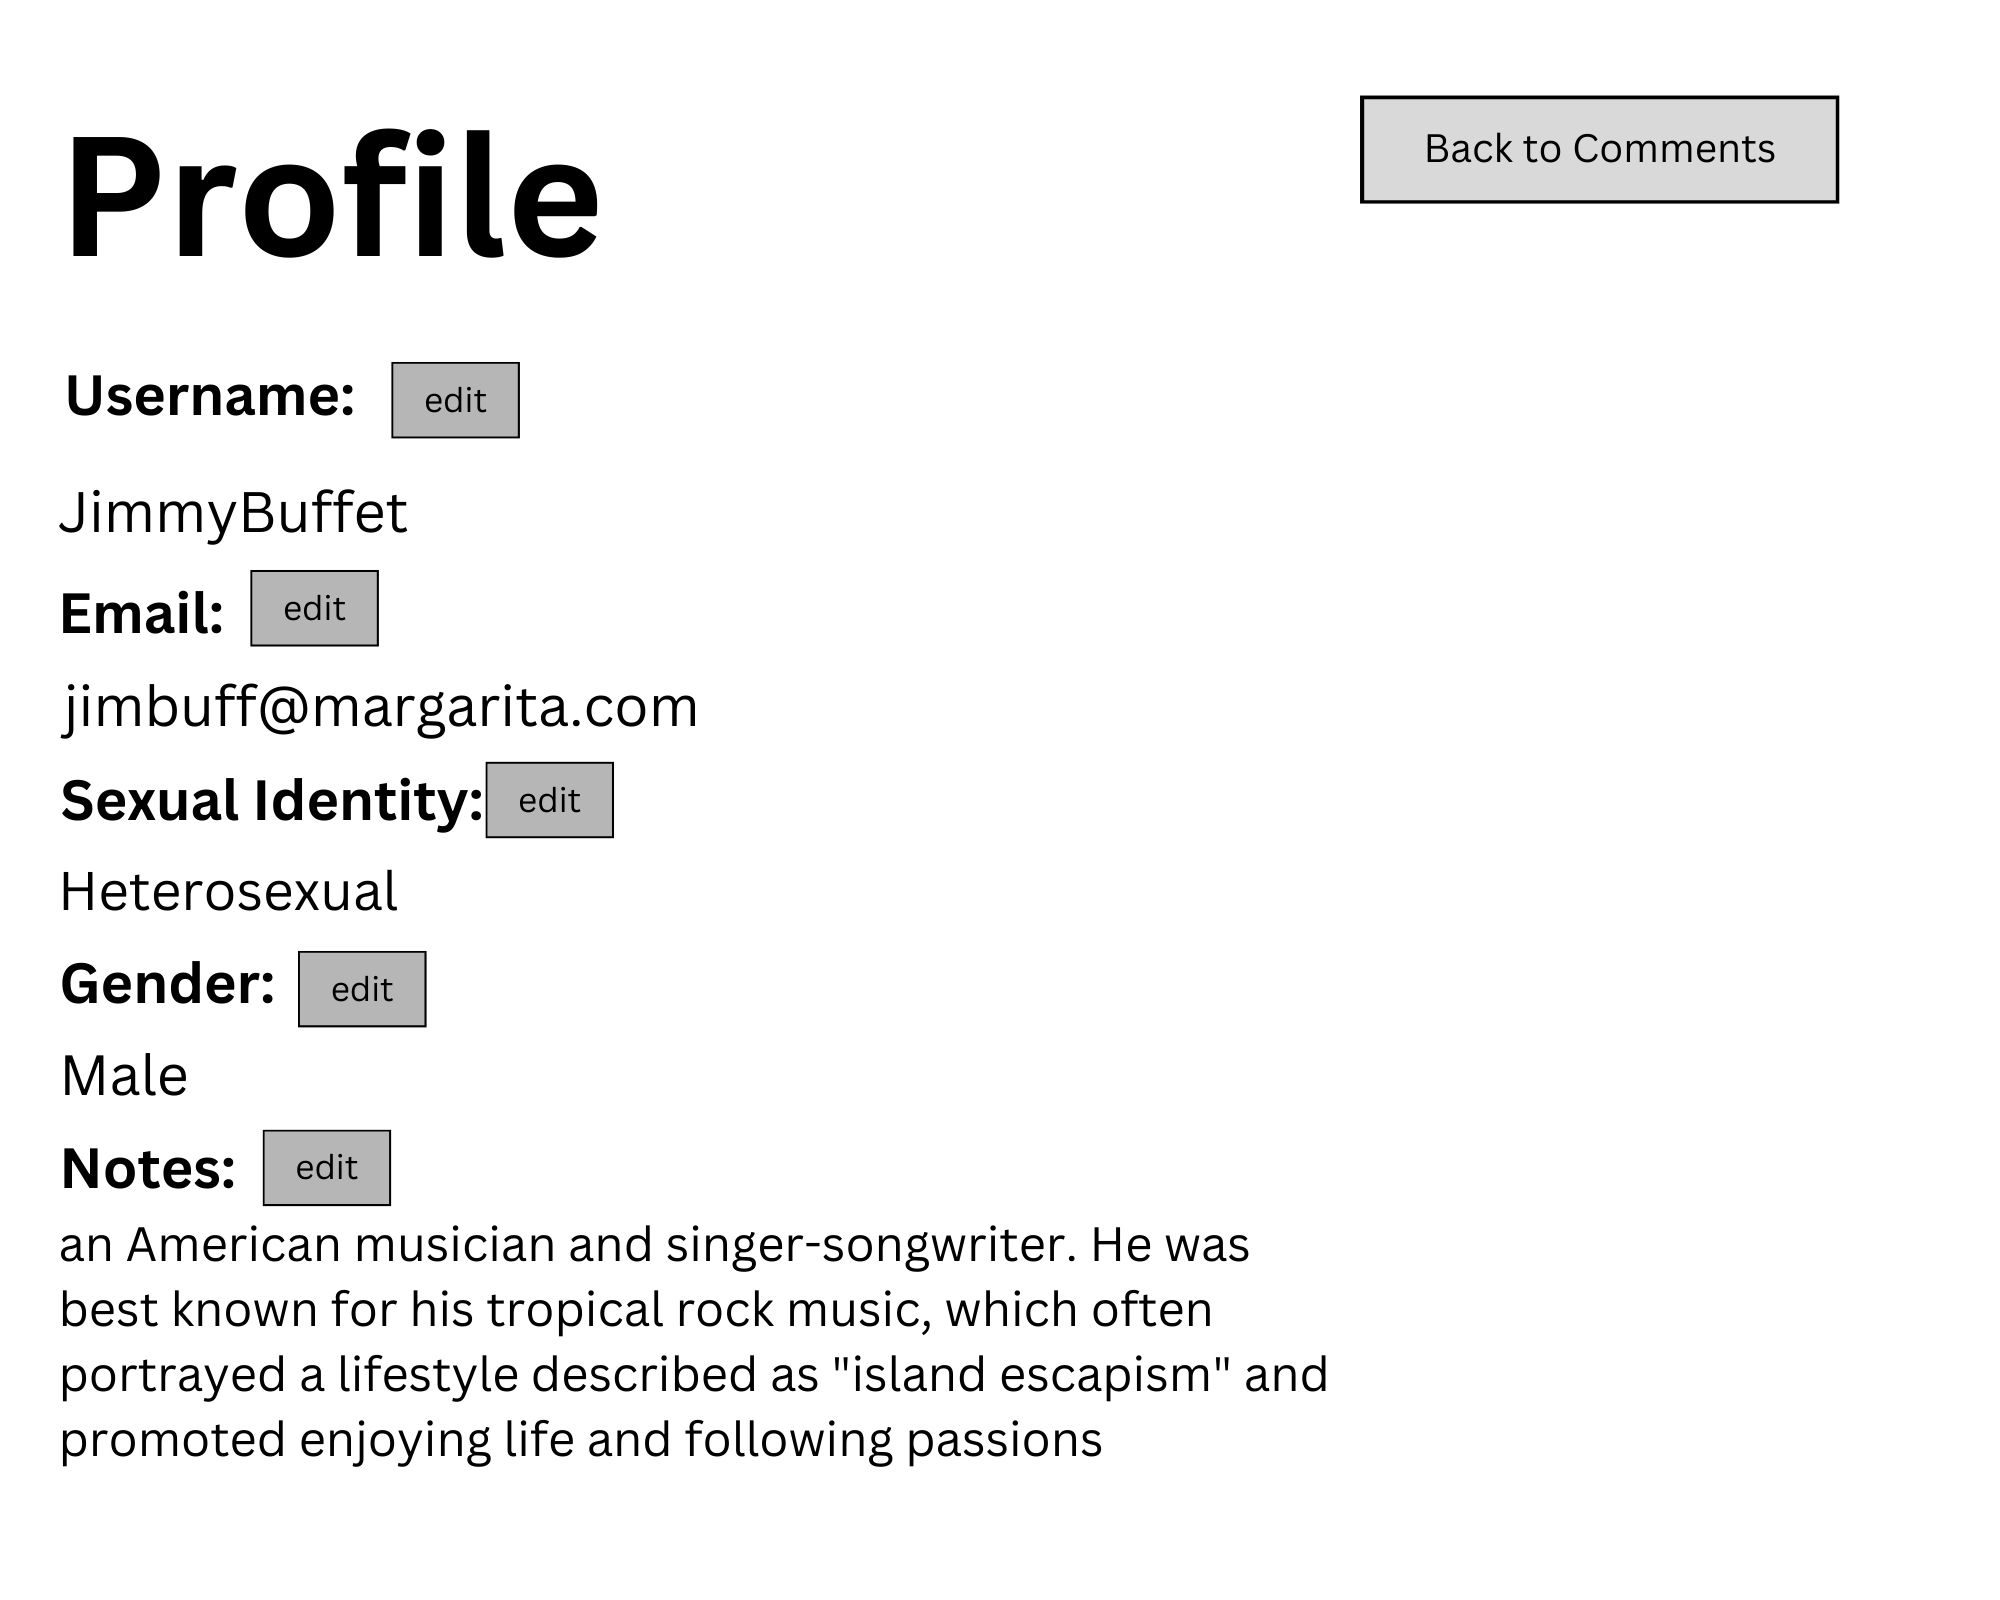 Profile
Back to Comments
Username:
edit
JimmyBuffet
Email:
edit
jimbuff@margarita.com
Sexual Identity:
edit
Heterosexual
Gender:
edit
Male
Notes:
edit
an American musician and singer-songwriter. He was
best known for his tropical rock music, which often
portrayed a lifestyle described as "island escapism" and
promoted enjoying life and following passions